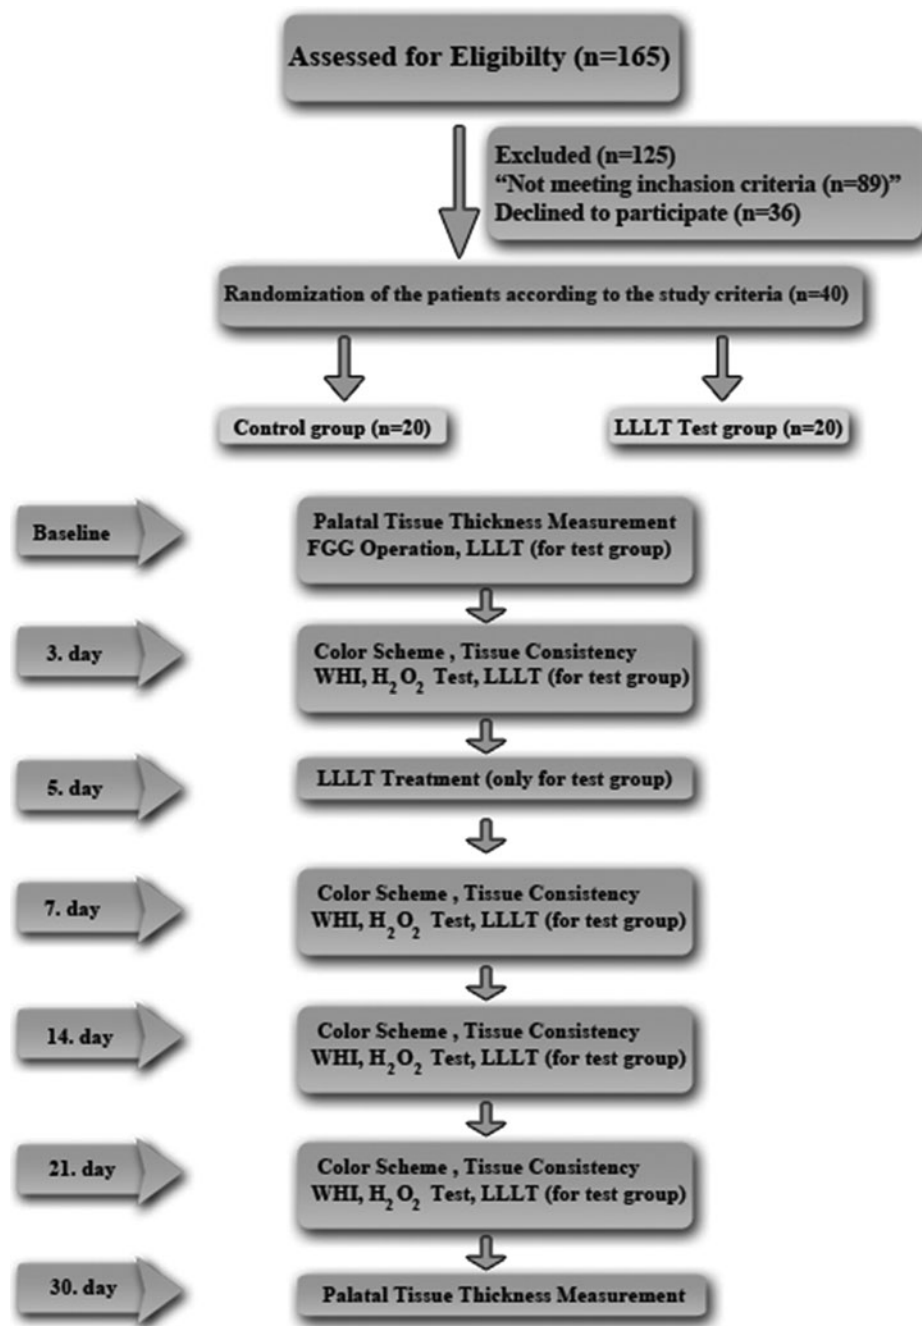 Assessed for Eligibilty (n=165)
Excluded (n=125)
“Not meeting inchasion criteria (n=89)”
Declined to participate (n=36)
Randomization of the patients according to the study criteria (n=40)
Control group (n=20)
LLLT Test group (n=20)
Baseline
Palatal Tissue Thickness Measurement
FGG Operation, LLLT (for test group)
3. day
Color Scheme , Tissue Consistency
WHI, H₂O₂ Test, LLLT (for test group)
5. day
LLLT Treatment (only for test group)
7. day
Color Scheme , Tissue Consistency
WHI, H₂O₂ Test, LLLT (for test group)
14. day
Color Scheme , Tissue Consistency
WHI, H₂O₂ Test, LLLT (for test group)
21. day
Color Scheme , Tissue Consistency
WHI, H₂O₂ Test, LLLT (for test group)
30. day
Palatal Tissue Thickness Measurement